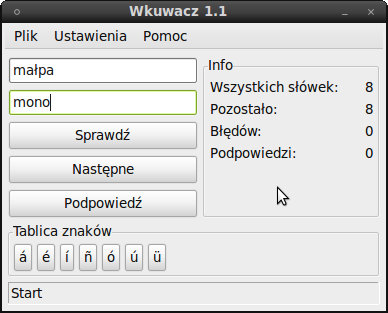 Wkuwacz 1.1
Plik Ustawienia Pomoc
małpa
mono
Sprawdź
Następne
Podpowiedź
Info
Wszystkich słówek: 8
Pozostało: 8
Błędów: 0
Podpowiedzi: 0
Tablica znaków
á é í ñ ó ú ü
Start